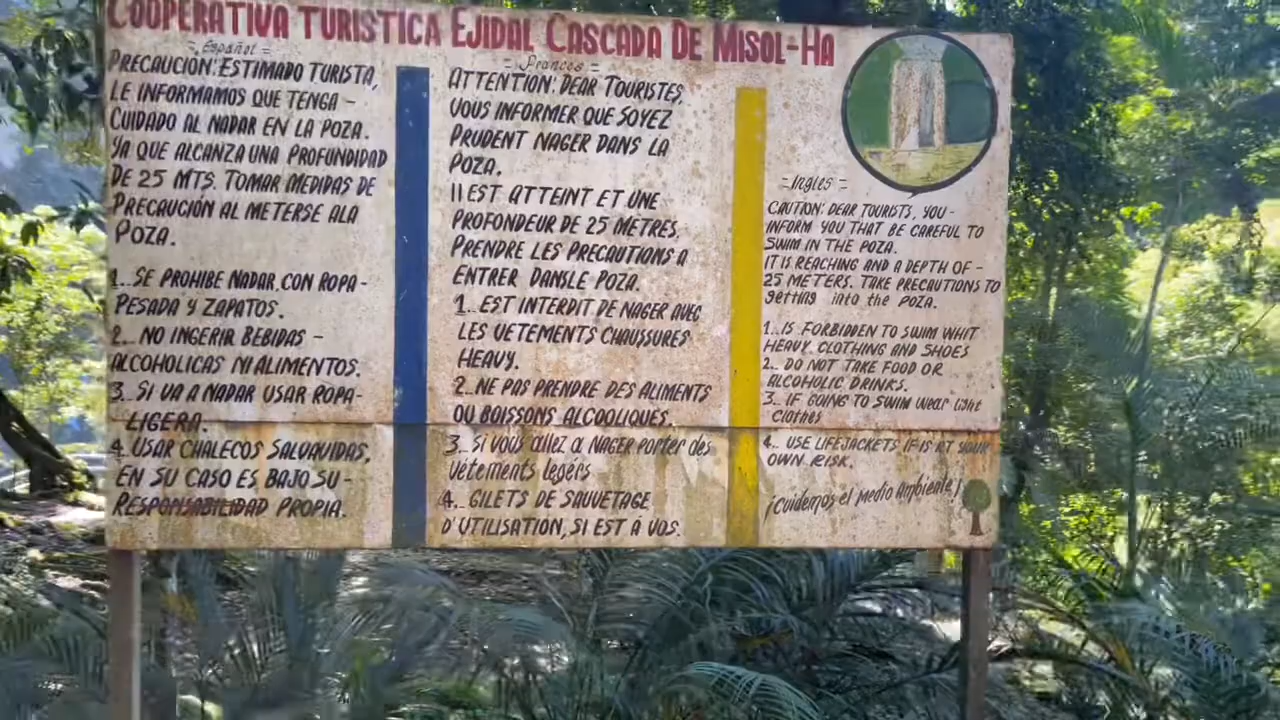 COOPERATIVA TURISTICA EJIDAL CASCADA DE MISOL-HA
= Español =
PRECAUCIÓN: ESTIMADO TURISTA,
LE INFORMAMOS QUE TENGA -
CUIDADO AL NADAR EN LA POZA.
YA QUE ALCANZA UNA PROFUNDIDAD
DE 25 MTS. TOMAR MEDIDAS DE
PRECAUCIÓN AL METERSE ALA
POZA.
1.. SE PROHIBE NADAR CON ROPA -
PESADA Y ZAPATOS.
2.. NO INGERIR BEBIDAS -
ALCOHOLICAS NI ALIMENTOS.
3.. SI VA A NADAR USAR ROPA-
LIGERA.
4. USAR CHALECOS SALVAVIDAS,
EN SU CASO ES BAJO SU -
RESPONSABILIDAD PROPIA.
= Frances =
ATTENTION: DEAR TOURISTES,
VOUS INFORMER QUE SOYEZ
PRUDENT NAGER DANS LA
POZA.
Il EST ATTEINT ET UNE
PROFONDEUR DE 25 METRES,
PRENDRE LES PRECAUTIONS A
ENTRER DANSLE POZA.
1.. EST INTERDIT DE NAGER AVEC
LES VETEMENTS CHAUSSURES
HEAVY.
2.. NE PAS PRENDRE DES ALIMENTS
OU BOISSONS ALCOOLIQUES.
3.. Si vous allez a NAGER porter des
vêtements legers
4.. GILETS DE SAUVETAGE
D'UTILISATION, SI EST À VOS.
= Ingles =
CAUTION: DEAR TOURISTS, YOU -
INFORM YOU THAT BE CAREFUL TO
SWIM IN THE POZA.
IT IS REACHING AND A DEPTH OF -
25 METERS. TAKE PRECAUTIONS TO
getting into the POZA.
1.. IS FORBIDDEN TO SWIM WHIT
HEAVY CLOTHING AND SHOES
2.. DO NOT TAKE FOOD OR
ALCOHOLIC DRINKS.
3.. IF GOING TO SWIM wear light
clothes
4.. USE LIFEJACKETS IF IS AT YOUR
OWN RISK.
¡Cuidemos el Medio Ambiente!